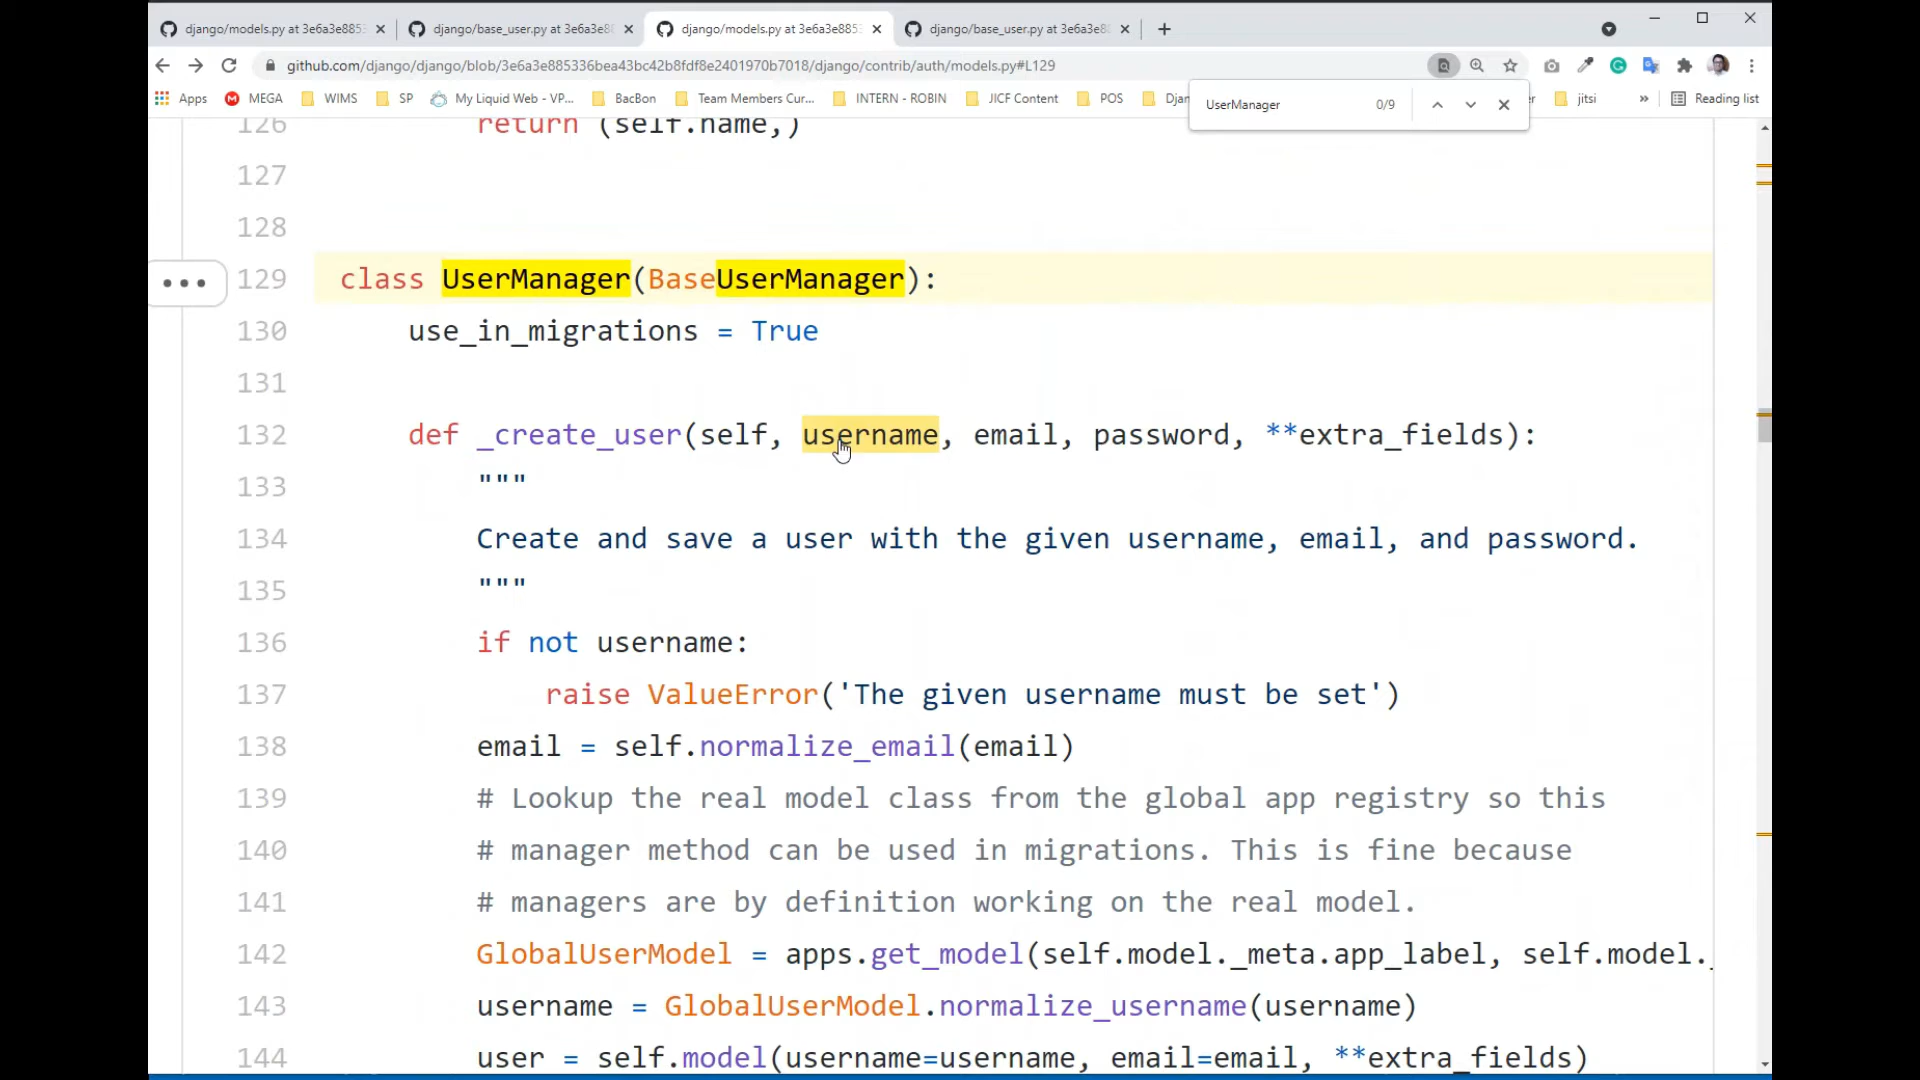 django/models.py at 3e6a3e885 django/base_user.py at 3e6a3e88 django/models.py at 3e6a3e885 django/base_user.py at 3e6a3e88
github.com/django/django/blob/3e6a3e885336bea43bc42b8fdf8e2401970b7018/django/contrib/auth/models.py#L129
Apps MEGA WIMS SP My Liquid Web - VP... BacBon Team Members Cur... INTERN - ROBIN JICF Content POS Djan jitsi » Reading list
UserManager 0/9
126 return (self.name,)
127
128
129 class UserManager(BaseUserManager):
130 use_in_migrations = True
131
132 def _create_user(self, username, email, password, **extra_fields):
133 """
134 Create and save a user with the given username, email, and password.
135 """
136 if not username:
137 raise ValueError('The given username must be set')
138 email = self.normalize_email(email)
139 # Lookup the real model class from the global app registry so this
140 # manager method can be used in migrations. This is fine because
141 # managers are by definition working on the real model.
142 GlobalUserModel = apps.get_model(self.model._meta.app_label, self.model._
143 username = GlobalUserModel.normalize_username(username)
144 user = self.model(username=username, email=email, **extra_fields)